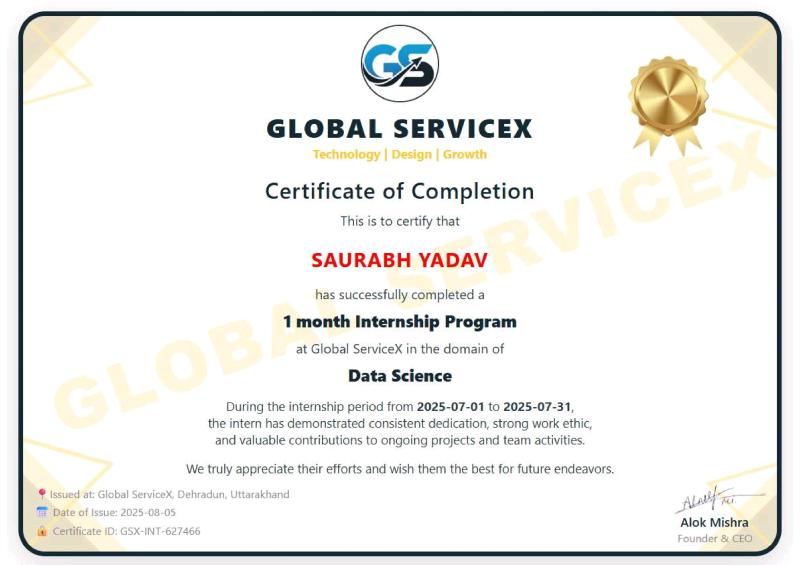 GS
GLOBAL SERVICEX
Technology | Design | Growth
Certificate of Completion
This is to certify that
SAURABH YADAV
has successfully completed a
1 month Internship Program
at Global ServiceX in the domain of
Data Science
During the internship period from 2025-07-01 to 2025-07-31,
the intern has demonstrated consistent dedication, strong work ethic,
and valuable contributions to ongoing projects and team activities.
We truly appreciate their efforts and wish them the best for future endeavors.
Issued at: Global ServiceX, Dehradun, Uttarakhand
Date of Issue: 2025-08-05
Certificate ID: GSX-INT-627466
Alok Mishra
Founder & CEO
GLOBAL SERVICEX